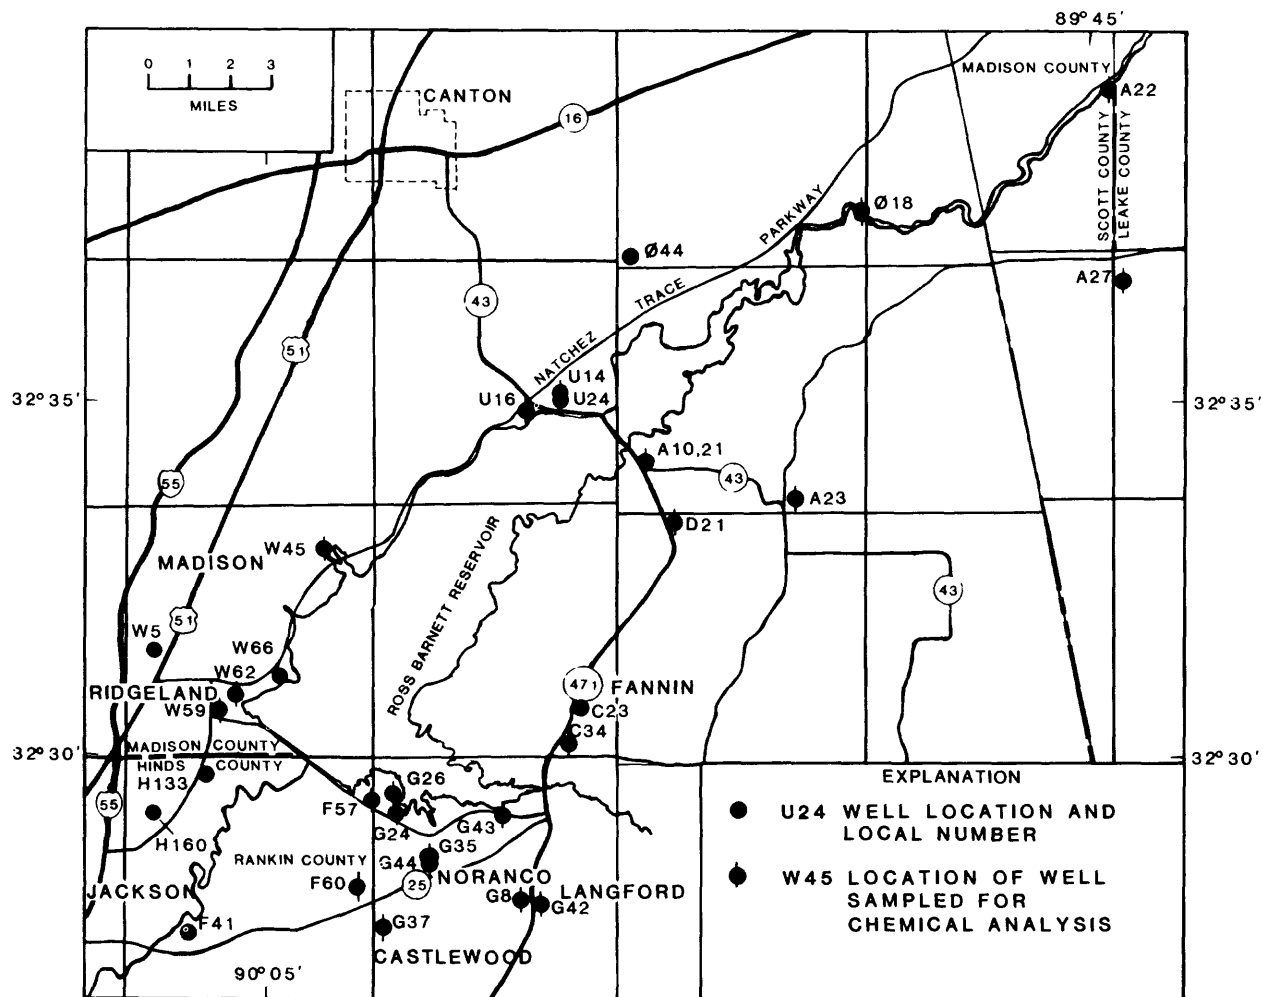 89° 45'
0 1 2 3
MILES
CANTON
16
MADISON COUNTY
A22
SCOTT COUNTY
LEAKE COUNTY
PARKWAY
Ø18
Ø44
A27
TRACE
43
NATCHEZ
51
U14
U24
U16
32° 35'
32° 35'
A10,21
43
A23
55
D21
ROSS BARNETT RESERVOIR
W45
MADISON
43
51
W5
W66
W62
RIDGELAND
W59
471
FANNIN
C23
C34
MADISON COUNTY
HINDS COUNTY
32° 30'
32° 30'
H133
55
H160
G26
F57
G24
G43
G35
G44
RANKIN COUNTY
NORANCO
25
F60
JACKSON
G8
LANGFORD
G42
F41
G37
CASTLEWOOD
90° 05'
EXPLANATION
U24 WELL LOCATION AND
LOCAL NUMBER
W45 LOCATION OF WELL
SAMPLED FOR
CHEMICAL ANALYSIS